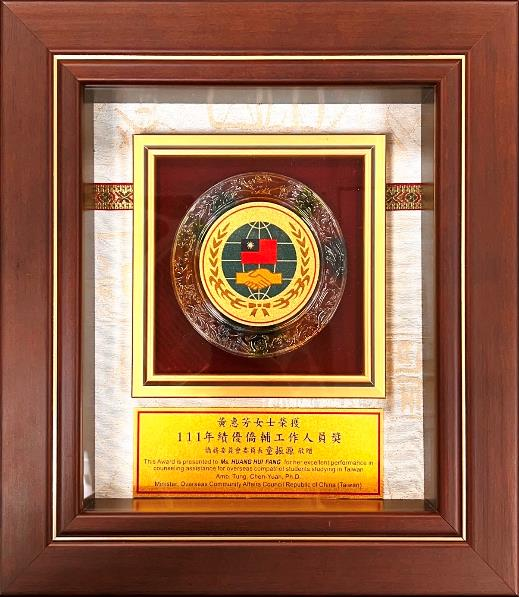 黃惠芳女士榮獲
111年績優僑輔工作人員獎
僑務委員會委員長童振源 敬贈
This Award is presented to Ms. HUANG HUI FANG for her excellent performance in
counseling assistance for overseas compatriot students studying in Taiwan
Amb. Tung, Chen-Yuan, Ph.D.
Minister, Overseas Community Affairs Council Republic of China (Taiwan)